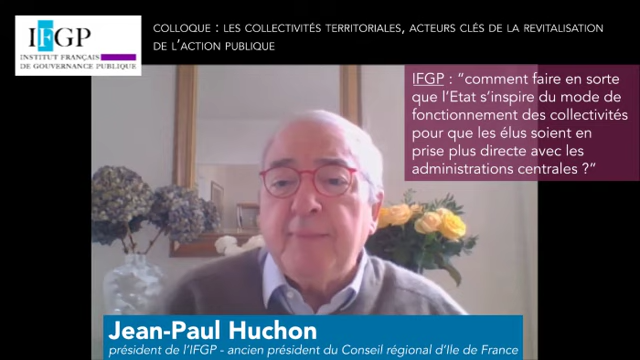 IFGP
INSTITUT FRANÇAIS
DE GOUVERNANCE PUBLIQUE
COLLOQUE : LES COLLECTIVITÉS TERRITORIALES, ACTEURS CLÉS DE LA REVITALISATION
DE L'ACTION PUBLIQUE
IFGP : "comment faire en sorte
que l'Etat s'inspire du mode de
fonctionnement des collectivités
pour que les élus soient en
prise plus directe avec les
administrations centrales ?"
Jean-Paul Huchon
président de l'IFGP - ancien président du Conseil régional d'Ile de France